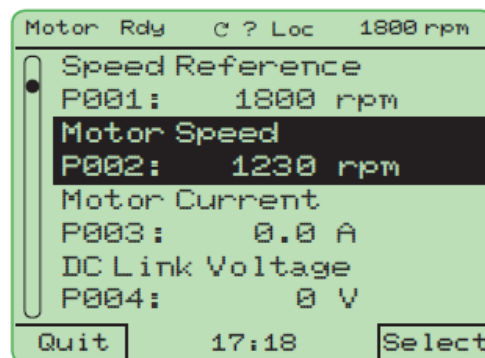 Motor Rdy ↻ ? Loc 1800 rpm
Speed Reference
P001: 1800 rpm
Motor Speed
P002: 1230 rpm
Motor Current
P003: 0.0 A
DC Link Voltage
P004: 0 V
Quit 17:18 Select